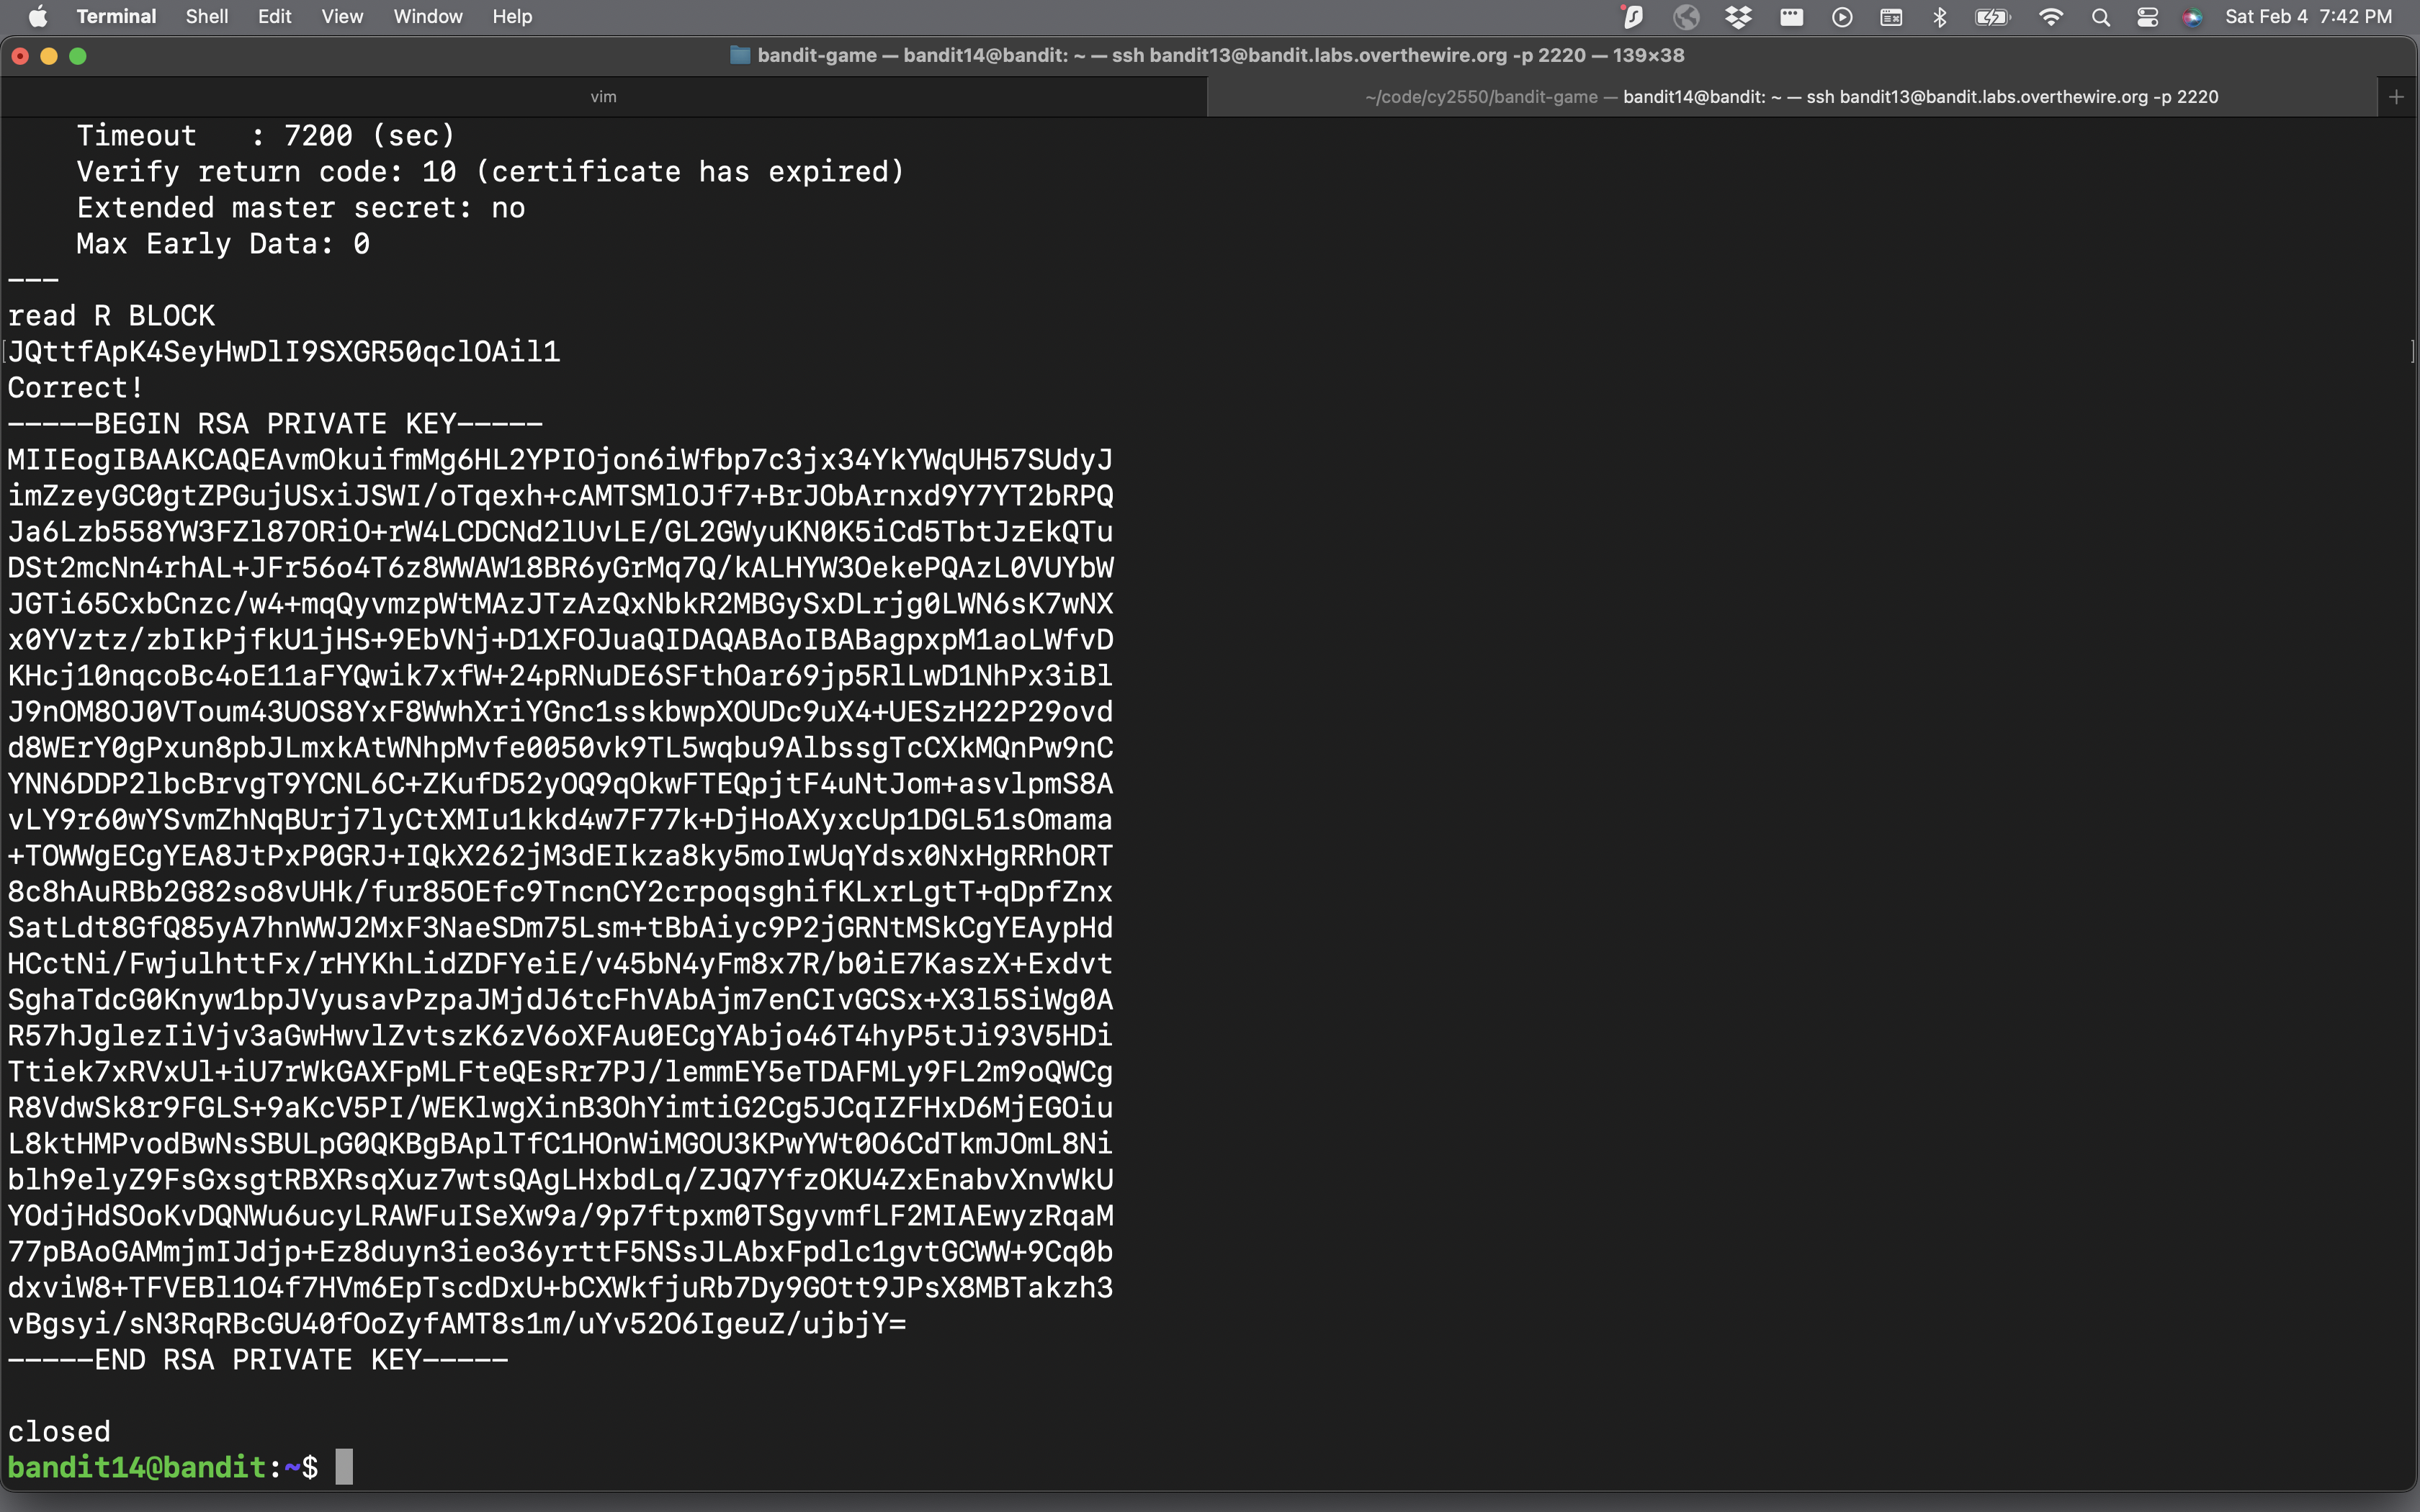 Terminal Shell Edit View Window Help Sat Feb 4 7:42 PM
bandit-game — bandit14@bandit: ~ — ssh bandit13@bandit.labs.overthewire.org -p 2220 — 139×38
vim ~/code/cy2550/bandit-game — bandit14@bandit: ~ — ssh bandit13@bandit.labs.overthewire.org -p 2220 +
Timeout   : 7200 (sec)
Verify return code: 10 (certificate has expired)
Extended master secret: no
Max Early Data: 0
---
read R BLOCK
JQttfApK4SeyHwDlI9SXGR50qclOAil1
Correct!
-----BEGIN RSA PRIVATE KEY-----
MIIEogIBAAKCAQEAvmOkuifmMg6HL2YPIOjon6iWfbp7c3jx34YkYWqUH57SUdyJ
imZzeyGC0gtZPGujUSxiJSWI/oTqexh+cAMTSMlOJf7+BrJObArnxd9Y7YT2bRPQ
Ja6Lzb558YW3FZl87ORiO+rW4LCDCNd2lUvLE/GL2GWyuKN0K5iCd5TbtJzEkQTu
DSt2mcNn4rhAL+JFr56o4T6z8WWAW18BR6yGrMq7Q/kALHYW3OekePQAzL0VUYbW
JGTi65CxbCnzc/w4+mqQyvmzpWtMAzJTzAzQxNbkR2MBGySxDLrjg0LWN6sK7wNX
x0YVztz/zbIkPjfkU1jHS+9EbVNj+D1XFOJuaQIDAQABAoIBABagpxpM1aoLWfvD
KHcj10nqcoBc4oE11aFYQwik7xfW+24pRNuDE6SFthOar69jp5RlLwD1NhPx3iBl
J9nOM8OJ0VToum43UOS8YxF8WwhXriYGnc1sskbwpXOUDc9uX4+UESzH22P29ovd
d8WErY0gPxun8pbJLmxkAtWNhpMvfe0050vk9TL5wqbu9AlbssgTcCXkMQnPw9nC
YNN6DDP2lbcBrvgT9YCNL6C+ZKufD52yOQ9qOkwFTEQpjtF4uNtJom+asvlpmS8A
vLY9r60wYSvmZhNqBUrj7lyCtXMIu1kkd4w7F77k+DjHoAXyxcUp1DGL51sOmama
+TOWWgECgYEA8JtPxP0GRJ+IQkX262jM3dEIkza8ky5moIwUqYdsx0NxHgRRhORT
8c8hAuRBb2G82so8vUHk/fur85OEfc9TncnCY2crpoqsghifKLxrLgtT+qDpfZnx
SatLdt8GfQ85yA7hnWWJ2MxF3NaeSDm75Lsm+tBbAiyc9P2jGRNtMSkCgYEAypHd
HCctNi/FwjulhttFx/rHYKhLidZDFYeiE/v45bN4yFm8x7R/b0iE7KaszX+Exdvt
SghaTdcG0Knyw1bpJVyusavPzpaJMjdJ6tcFhVAbAjm7enCIvGCSx+X3l5SiWg0A
R57hJglezIiVjv3aGwHwvlZvtszK6zV6oXFAu0ECgYAbjo46T4hyP5tJi93V5HDi
Ttiek7xRVxUl+iU7rWkGAXFpMLFteQEsRr7PJ/lemmEY5eTDAFMLy9FL2m9oQWCg
R8VdwSk8r9FGLS+9aKcV5PI/WEKlwgXinB3OhYimtiG2Cg5JCqIZFHxD6MjEGOiu
L8ktHMPvodBwNsSBULpG0QKBgBAplTfC1HOnWiMGOU3KPwYWt0O6CdTkmJOmL8Ni
blh9elyZ9FsGxsgtRBXRsqXuz7wtsQAgLHxbdLq/ZJQ7YfzOKU4ZxEnabvXnvWkU
YOdjHdSOoKvDQNWu6ucyLRAWFuISeXw9a/9p7ftpxm0TSgyvmfLF2MIAEwyzRqaM
77pBAoGAMmjmIJdjp+Ez8duyn3ieo36yrttF5NSsJLAbxFpdlc1gvtGCWW+9Cq0b
dxviW8+TFVEBl1O4f7HVm6EpTscdDxU+bCXWkfjuRb7Dy9GOtt9JPsX8MBTakzh3
vBgsyi/sN3RqRBcGU40fOoZyfAMT8s1m/uYv52O6IgeuZ/ujbjY=
-----END RSA PRIVATE KEY-----
closed
bandit14@bandit:~$